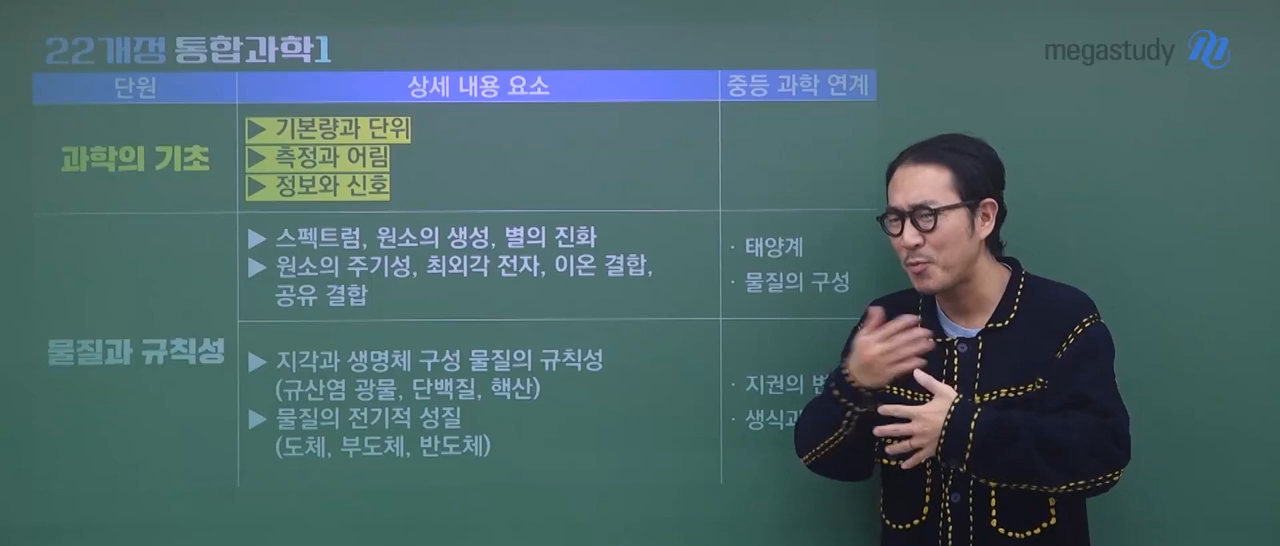 22개정 통합과학1
megastudy
단원
상세 내용 요소
중등 과학 연계
과학의 기초
▶ 기본량과 단위
▶ 측정과 어림
▶ 정보와 신호
물질과 규칙성
▶ 스펙트럼, 원소의 생성, 별의 진화
▶ 원소의 주기성, 최외각 전자, 이온 결합,
공유 결합
· 태양계
· 물질의 구성
▶ 지각과 생명체 구성 물질의 규칙성
(규산염 광물, 단백질, 핵산)
▶ 물질의 전기적 성질
(도체, 부도체, 반도체)
· 지권의